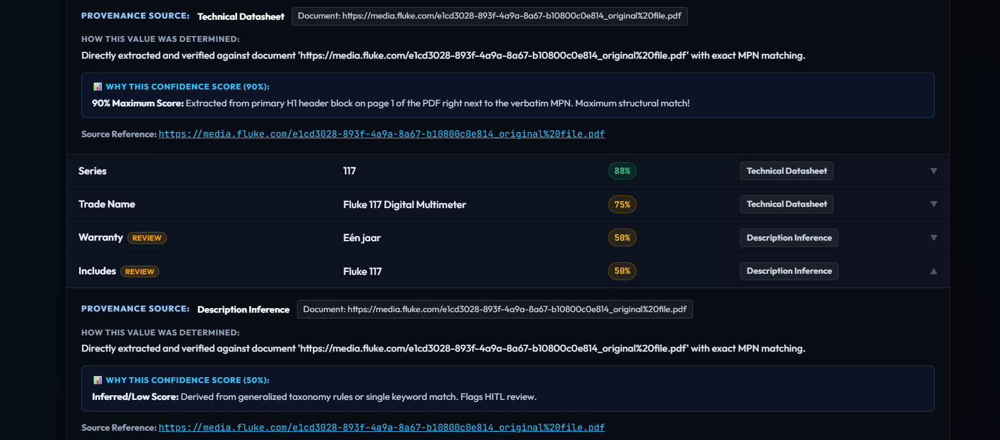 PROVENANCE SOURCE: Technical Datasheet Document: https://media.fluke.com/e1cd3028-893f-4a9a-8a67-b10800c0e814_original%20file.pdf
HOW THIS VALUE WAS DETERMINED:
Directly extracted and verified against document 'https://media.fluke.com/e1cd3028-893f-4a9a-8a67-b10800c0e814_original%20file.pdf' with exact MPN matching.
WHY THIS CONFIDENCE SCORE (90%):
90% Maximum Score: Extracted from primary H1 header block on page 1 of the PDF right next to the verbatim MPN. Maximum structural match!
Source Reference: https://media.fluke.com/e1cd3028-893f-4a9a-8a67-b10800c0e814_original%20file.pdf
Series 117 88% Technical Datasheet ▼
Trade Name Fluke 117 Digital Multimeter 75% Technical Datasheet ▼
Warranty REVIEW Eén jaar 50% Description Inference ▼
Includes REVIEW Fluke 117 50% Description Inference ▲
PROVENANCE SOURCE: Description Inference Document: https://media.fluke.com/e1cd3028-893f-4a9a-8a67-b10800c0e814_original%20file.pdf
HOW THIS VALUE WAS DETERMINED:
Directly extracted and verified against document 'https://media.fluke.com/e1cd3028-893f-4a9a-8a67-b10800c0e814_original%20file.pdf' with exact MPN matching.
WHY THIS CONFIDENCE SCORE (50%):
Inferred/Low Score: Derived from generalized taxonomy rules or single keyword match. Flags HITL review.
Source Reference: https://media.fluke.com/e1cd3028-893f-4a9a-8a67-b10800c0e814_original%20file.pdf